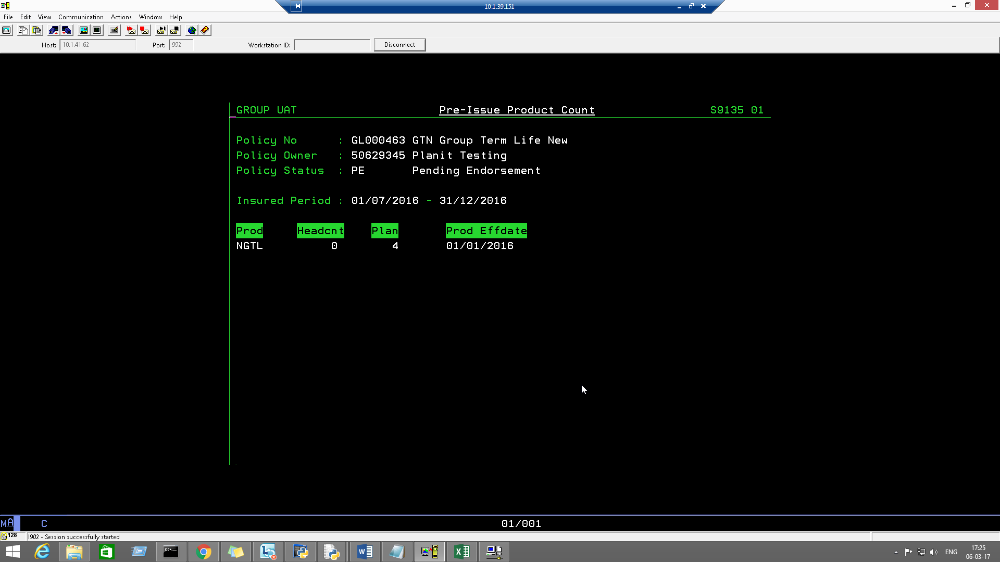 10.1.39.151
File Edit View Communication Actions Window Help
Host: 10.1.41.62 Port: 992 Workstation ID: Disconnect
GROUP UAT Pre-Issue Product Count S9135 01
Policy No : GL000463 GTN Group Term Life New
Policy Owner : 50629345 Planit Testing
Policy Status : PE Pending Endorsement
Insured Period : 01/07/2016 - 31/12/2016
Prod Headcnt Plan Prod Effdate
NGTL 0 4 01/01/2016
MA C 01/001
128 I902 - Session successfully started
C:\ ENG 17:25
06-03-17